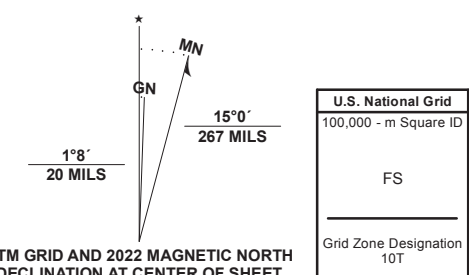 MN
GN
15°0´
267 MILS
1°8´
20 MILS
TM GRID AND 2022 MAGNETIC NORTH
DECLINATION AT CENTER OF SHEET
U.S. National Grid
100,000 - m Square ID
FS
Grid Zone Designation
10T